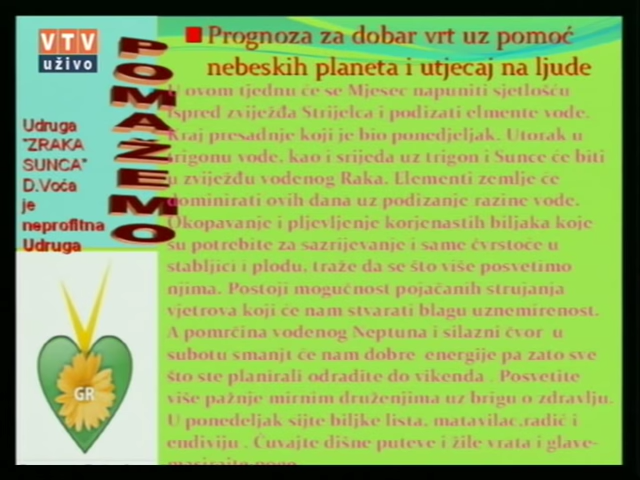 VTV
uživo
POMAŽEMO
Udruga
"ZRAKA
SUNCA"
D.Voća
je
neprofitna
Udruga
GR
Prognoza za dobar vrt uz pomoć
nebeskih planeta i utjecaj na ljude
U ovom tjednu će se Mjesec napuniti sjetlošću
Ispred zviježđa Strijelca i podizati elmente vode.
Kraj presadnje koji je bio ponedjeljak. Utorak u
trigonu vode, kao i srijeda uz trigon i Sunce će biti
u zviježđu vodenog Raka. Elementi zemlje će
dominirati ovih dana uz podizanje razine vode.
Okopavanje i pljevljenje korjenastih biljaka koje
su potrebite za sazrijevanje i same čvrstoće u
stabljici i plodu, traže da se što više posvetimo
njima. Postoji mogućnost pojačanih strujanja
vjetrova koji će nam stvarati blagu uznemirenost.
A pomrčina vodenog Neptuna i silazni čvor u
subotu smanjt će nam dobre energije pa zato sve
što ste planirali odradite do vikenda . Posvetite
više pažnje mirnim druženjima uz brigu o zdravlju.
U ponedeljak sijte biljke lista, matavilac,radič i
endiviju . Čuvajte dišne puteve i žile vrata i glave-